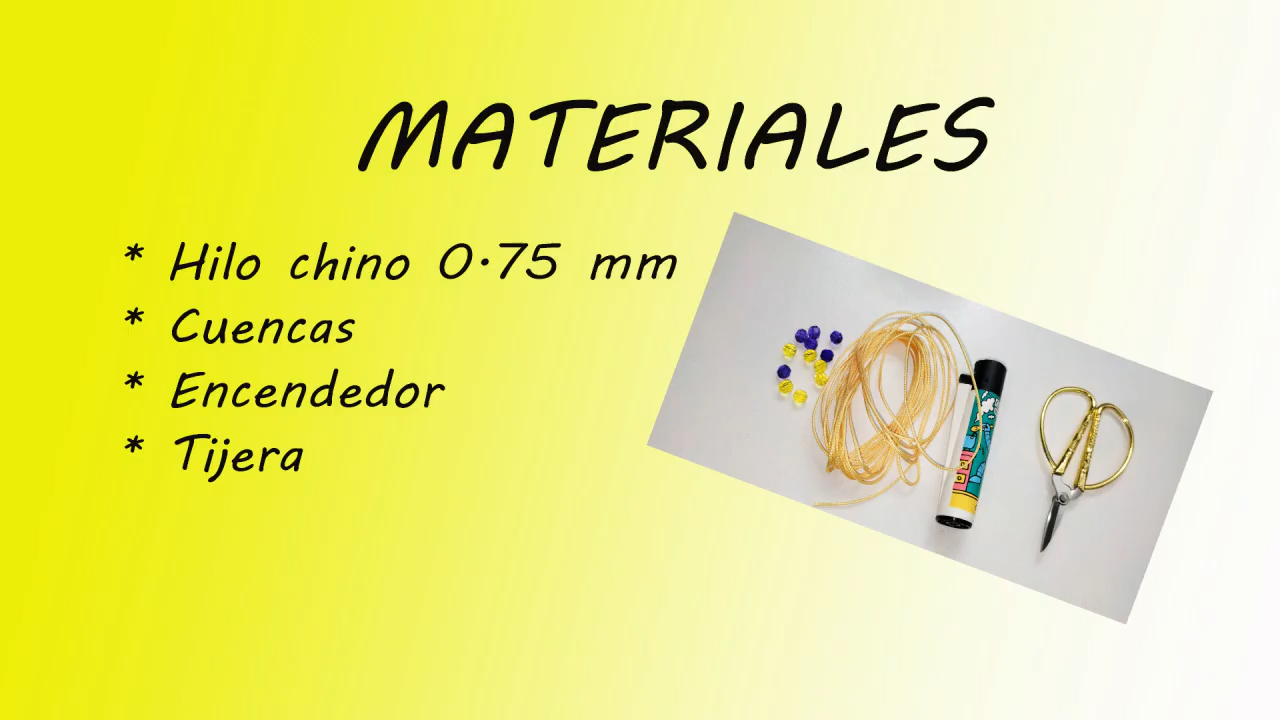 MATERIALES
* Hilo chino 0.75 mm
* Cuencas
* Encendedor
* Tijera